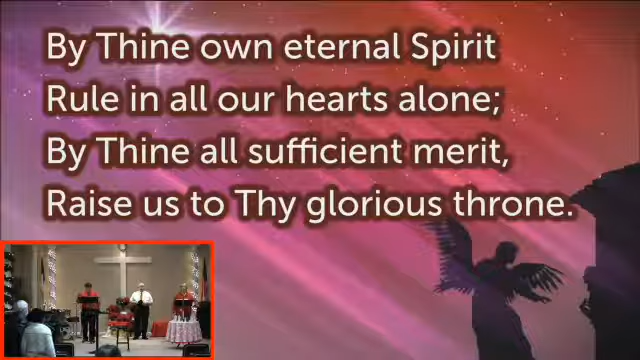 By Thine own eternal Spirit
Rule in all our hearts alone;
By Thine all sufficient merit,
Raise us to Thy glorious throne.